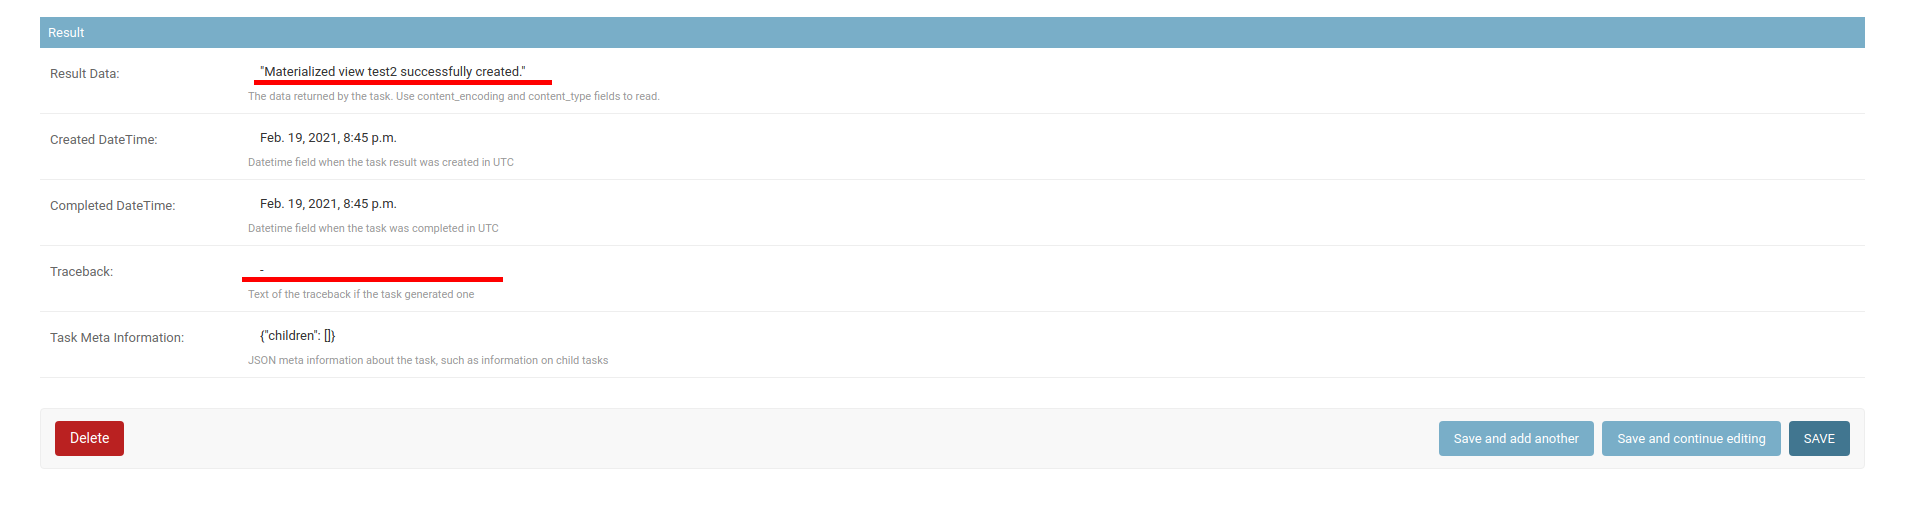 Result
Result Data:
"Materialized view test2 successfully created."
The data returned by the task. Use content_encoding and content_type fields to read.
Created DateTime:
Feb. 19, 2021, 8:45 p.m.
Datetime field when the task result was created in UTC
Completed DateTime:
Feb. 19, 2021, 8:45 p.m.
Datetime field when the task was completed in UTC
Traceback:
-
Text of the traceback if the task generated one
Task Meta Information:
{"children": []}
JSON meta information about the task, such as information on child tasks
Delete
Save and add another
Save and continue editing
SAVE